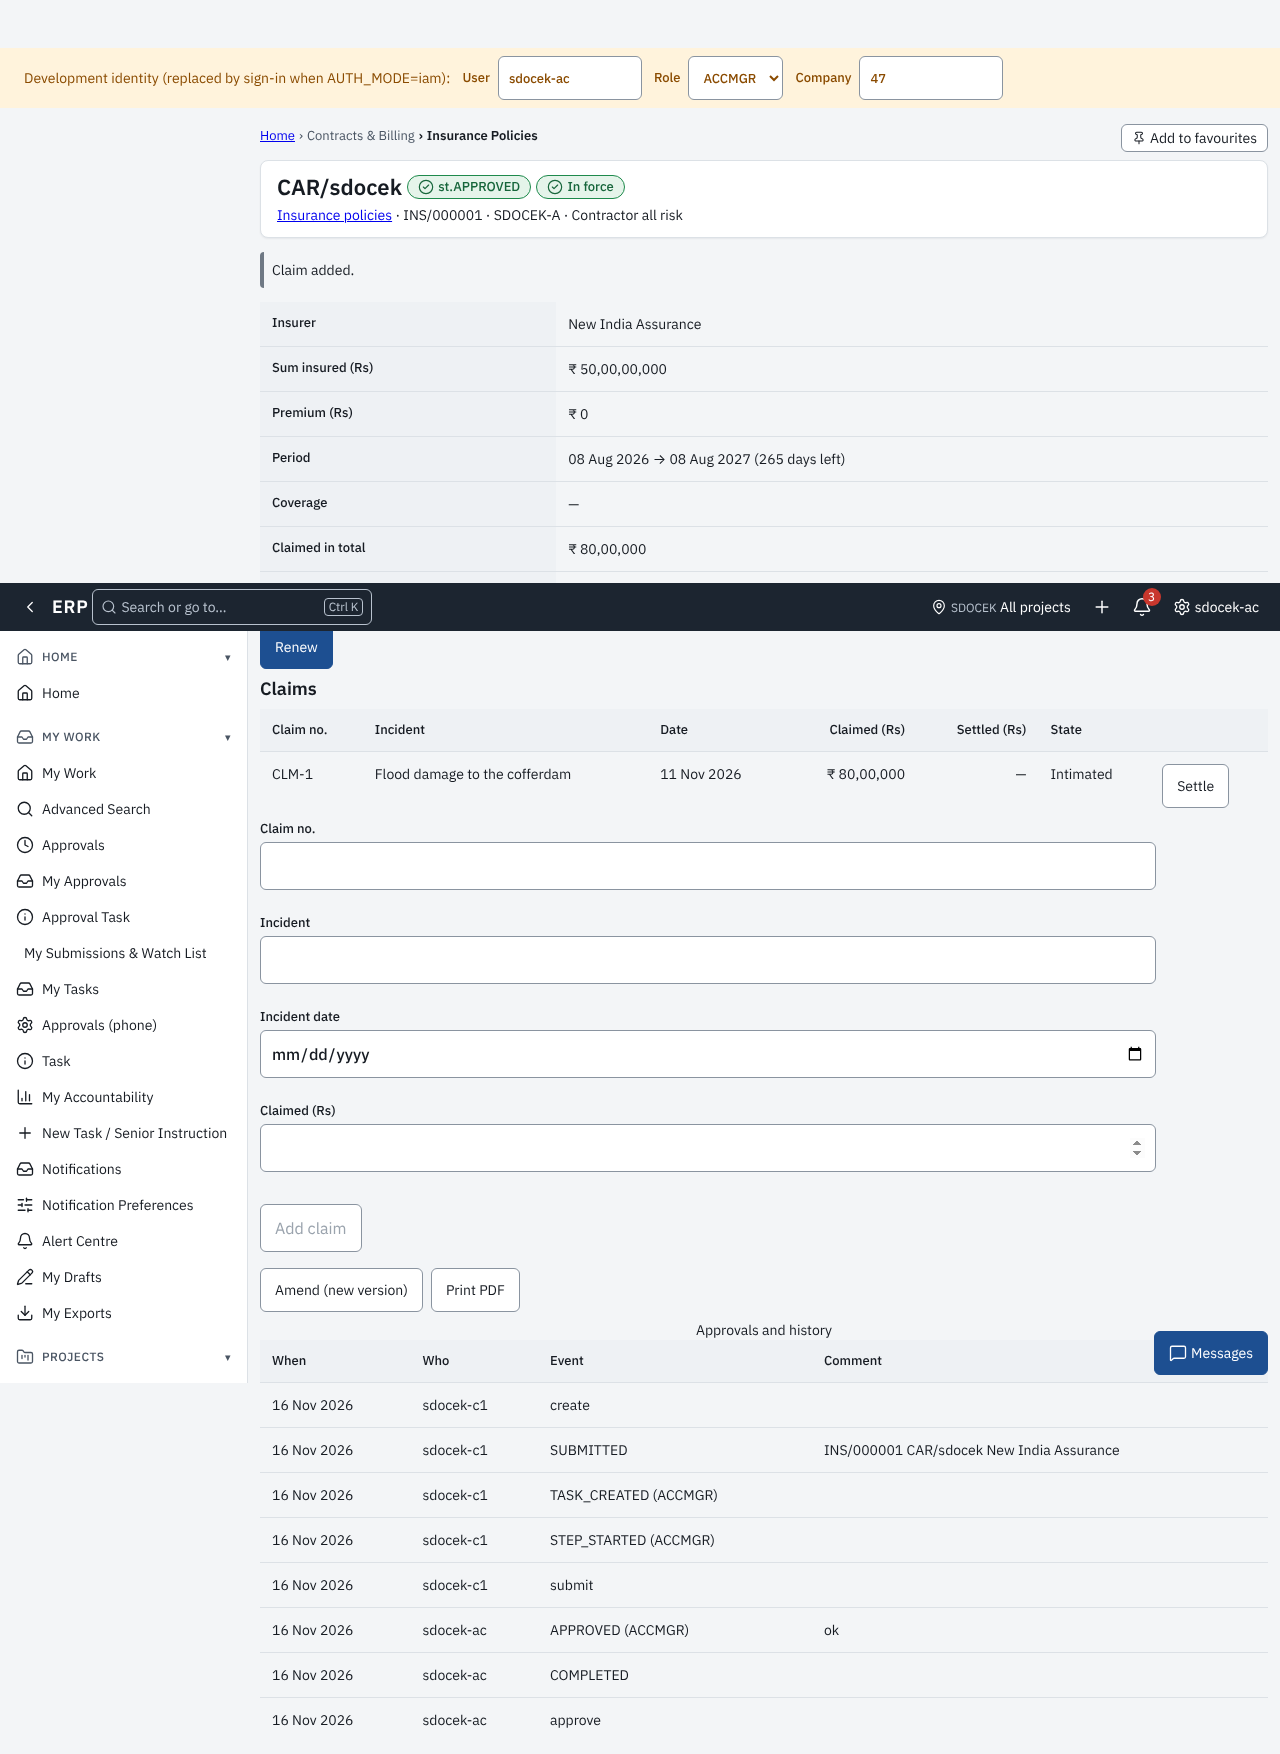 Development identity (replaced by sign-in when AUTH_MODE=iam): User sdocek-ac Role ACCMGR Company 47
Home › Contracts & Billing › Insurance Policies
Add to favourites
CAR/sdocek st.APPROVED In force
Insurance policies · INS/000001 · SDOCEK-A · Contractor all risk
Claim added.
Insurer New India Assurance
Sum insured (Rs) ₹ 50,00,00,000
Premium (Rs) ₹ 0
Period 08 Aug 2026 → 08 Aug 2027 (265 days left)
Coverage —
Claimed in total ₹ 80,00,000
ERP Search or go to... Ctrl K SDOCEK All projects 3 sdocek-ac
HOME
Home
MY WORK
My Work
Advanced Search
Approvals
My Approvals
Approval Task
My Submissions & Watch List
My Tasks
Approvals (phone)
Task
My Accountability
New Task / Senior Instruction
Notifications
Notification Preferences
Alert Centre
My Drafts
My Exports
PROJECTS
Renew
Claims
Claim no. Incident Date Claimed (Rs) Settled (Rs) State
CLM-1 Flood damage to the cofferdam 11 Nov 2026 ₹ 80,00,000 — Intimated Settle
Claim no.
Incident
Incident date
mm/dd/yyyy
Claimed (Rs)
Add claim
Amend (new version) Print PDF
Approvals and history
Messages
When Who Event Comment
16 Nov 2026 sdocek-c1 create
16 Nov 2026 sdocek-c1 SUBMITTED INS/000001 CAR/sdocek New India Assurance
16 Nov 2026 sdocek-c1 TASK_CREATED (ACCMGR)
16 Nov 2026 sdocek-c1 STEP_STARTED (ACCMGR)
16 Nov 2026 sdocek-c1 submit
16 Nov 2026 sdocek-ac APPROVED (ACCMGR) ok
16 Nov 2026 sdocek-ac COMPLETED
16 Nov 2026 sdocek-ac approve